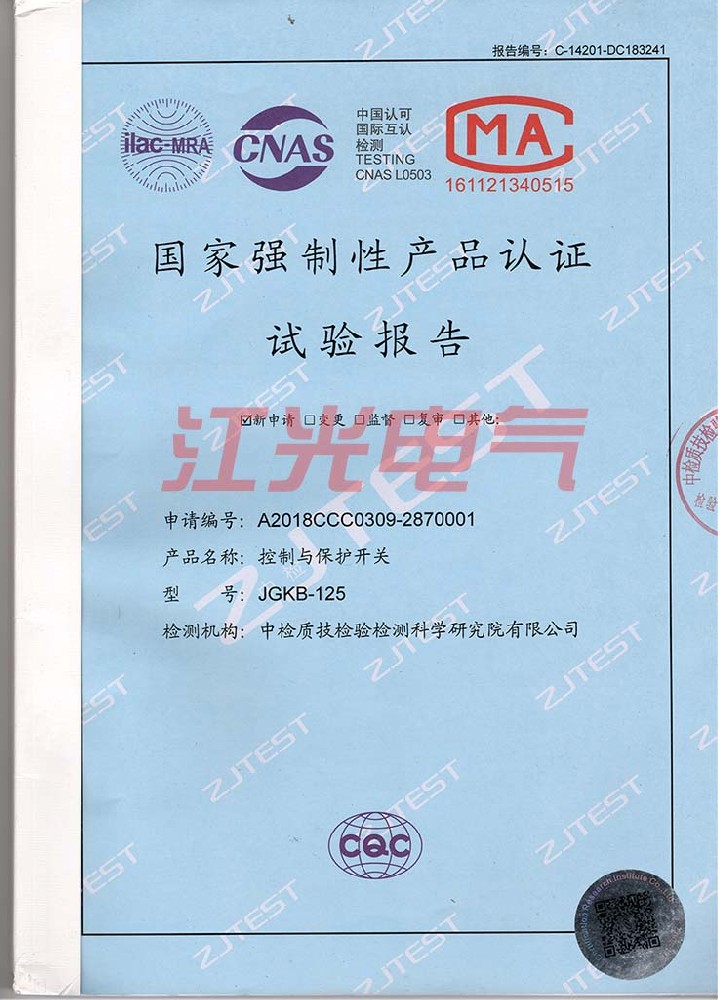 报告编号：C-14201-DC183241
ilac-MRA
CNAS
中国认可
国际互认
检测
TESTING
CNAS L0503
MA
161121340515
国家强制性产品认证
试验报告
☑新申请 □变更 □监督 □复审 □其他:
江光电气
申请编号：A2018CCC0309-2870001
产品名称：控制与保护开关
型 号：JGKB-125
检测机构：中检质技检验检测科学研究院有限公司
CQC
ZJTEST